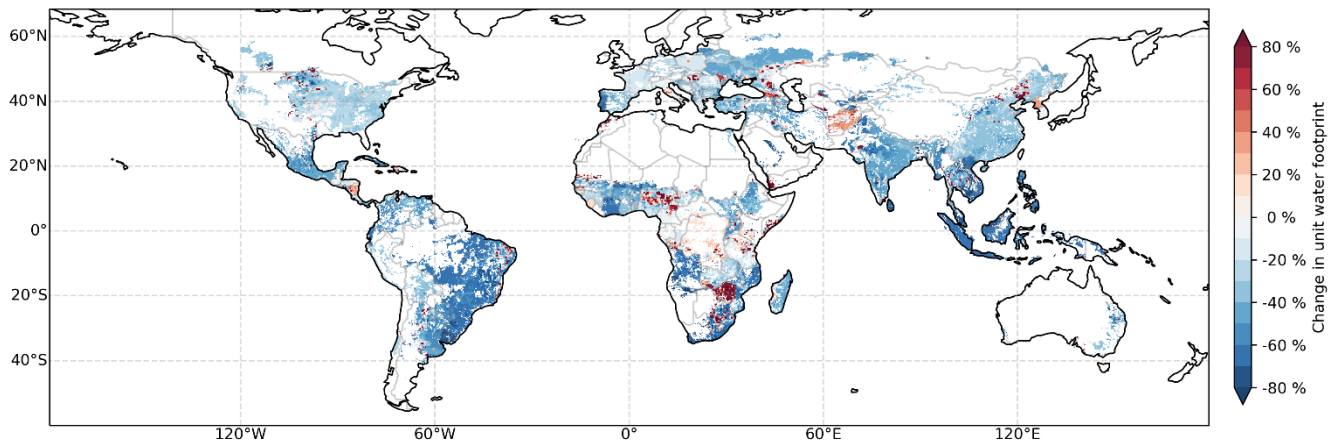 60°N
40°N
20°N
0°
20°S
40°S
120°W
60°W
0°
60°E
120°E
80 %
60 %
40 %
20 %
0 %
-20 %
-40 %
-60 %
-80 %
Change in unit water footprint